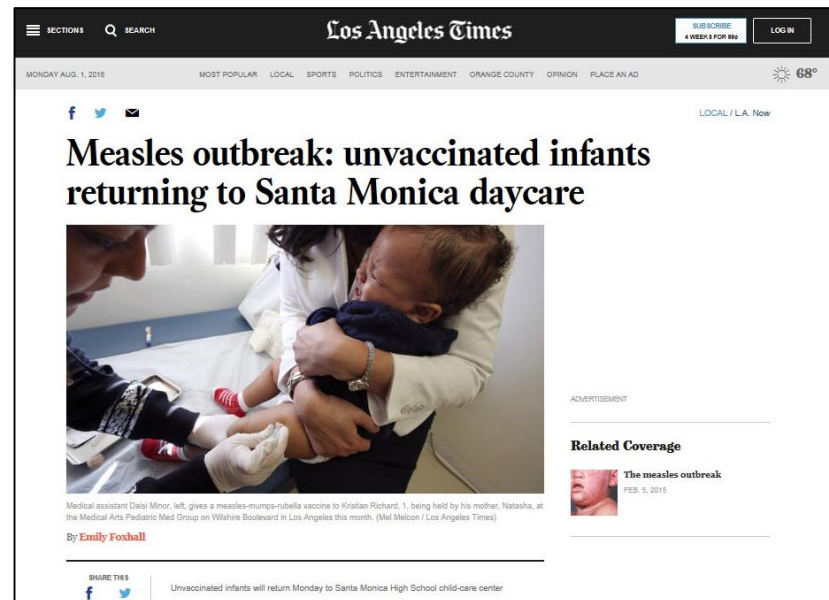 SECTIONS SEARCH Los Angeles Times SUBSCRIBE
4 WEEKS FOR 99¢ LOG IN
MONDAY AUG. 1, 2016 MOST POPULAR LOCAL SPORTS POLITICS ENTERTAINMENT ORANGE COUNTY OPINION PLACE AN AD 68°
LOCAL / L.A. Now
Measles outbreak: unvaccinated infants
returning to Santa Monica daycare
Medical assistant Daisi Minor, left, gives a measles-mumps-rubella vaccine to Kristian Richard, 1, being held by his mother, Natasha, at
the Medical Arts Pediatric Med Group on Wilshire Boulevard in Los Angeles this month. (Mel Melcon / Los Angeles Times)
By Emily Foxhall
ADVERTISEMENT
Related Coverage
The measles outbreak
FEB. 5, 2015
SHARE THIS
Unvaccinated infants will return Monday to Santa Monica High School child-care center